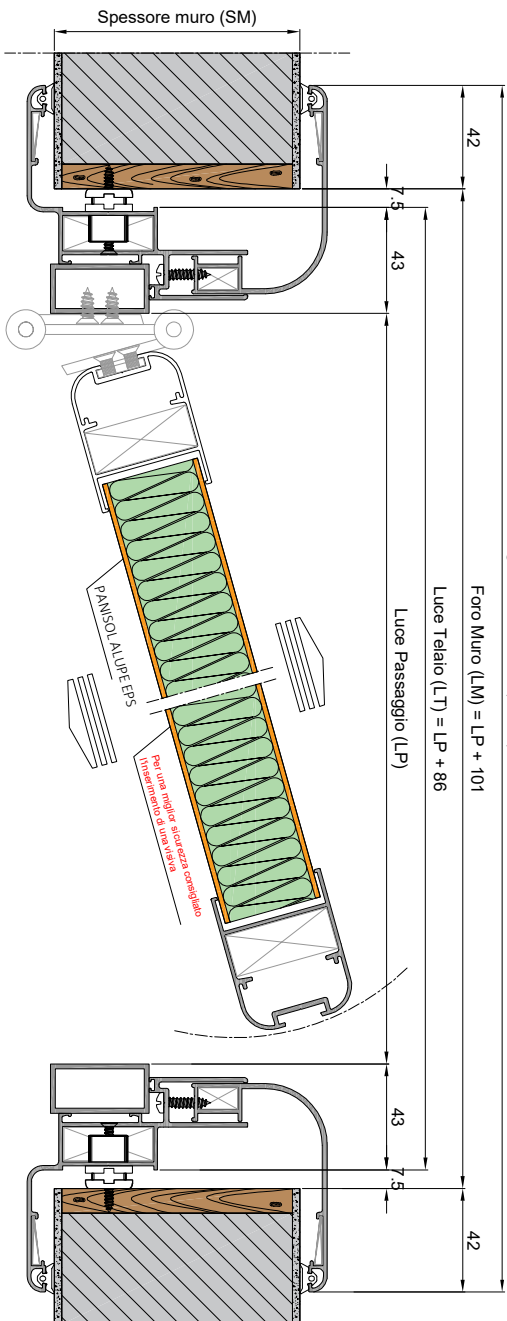 Spessore muro (SM)
42
7.5
43
Foro Muro (LM) = LP + 101
Luce Telaio (LT) = LP + 86
Luce Passaggio (LP)
PANISOL ALUPE EPS
Per una miglior sicurezza consigliato
l'inserimento di una visiva
43
7.5
42